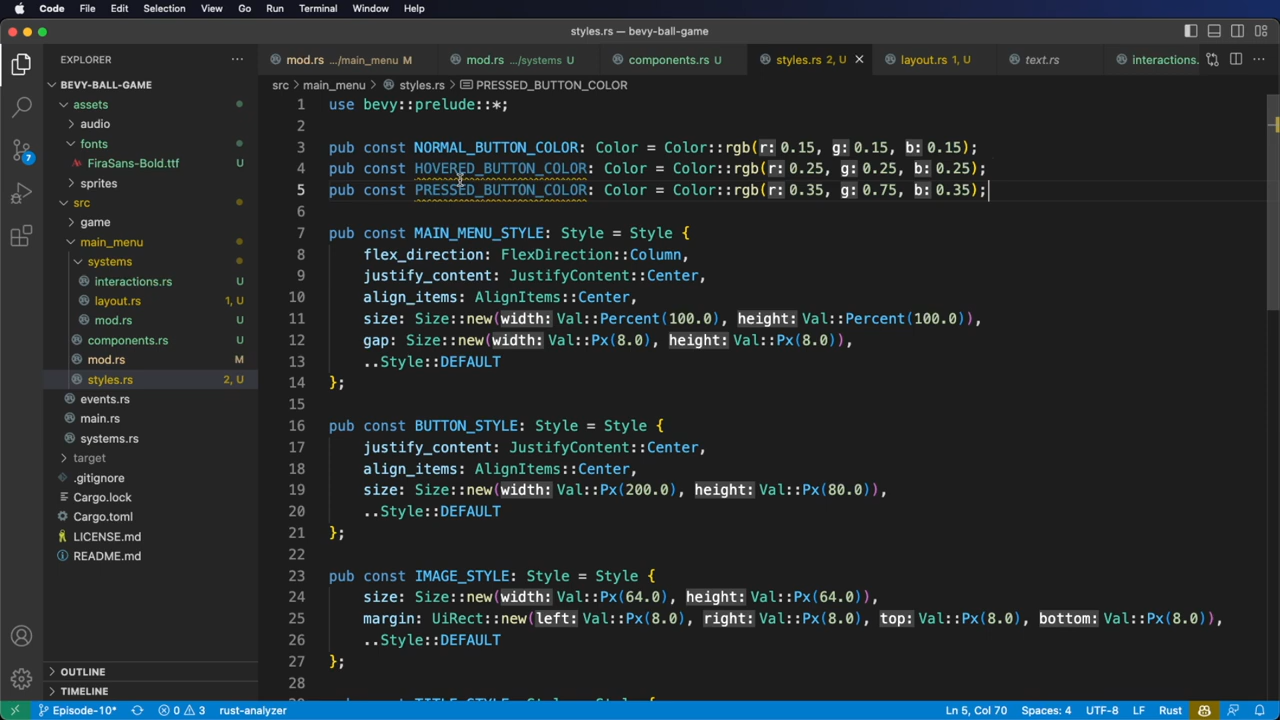 Code File Edit Selection View Go Run Terminal Window Help
styles.rs — bevy-ball-game
EXPLORER
mod.rs .../main_menu M
mod.rs .../systems U
components.rs U
styles.rs 2, U
layout.rs 1, U
text.rs
interactions.
BEVY-BALL-GAME
assets
audio
fonts
FiraSans-Bold.ttf U
sprites
src
game
main_menu
systems
interactions.rs U
layout.rs 1, U
mod.rs U
components.rs U
mod.rs M
styles.rs 2, U
events.rs
main.rs
systems.rs
target
.gitignore
Cargo.lock
Cargo.toml
LICENSE.md
README.md
OUTLINE
TIMELINE
7
src > main_menu > styles.rs > PRESSED_BUTTON_COLOR
1 use bevy::prelude::*;
2
3 pub const NORMAL_BUTTON_COLOR: Color = Color::rgb(r: 0.15, g: 0.15, b: 0.15);
4 pub const HOVERED_BUTTON_COLOR: Color = Color::rgb(r: 0.25, g: 0.25, b: 0.25);
5 pub const PRESSED_BUTTON_COLOR: Color = Color::rgb(r: 0.35, g: 0.75, b: 0.35);
6
7 pub const MAIN_MENU_STYLE: Style = Style {
8 flex_direction: FlexDirection::Column,
9 justify_content: JustifyContent::Center,
10 align_items: AlignItems::Center,
11 size: Size::new(width: Val::Percent(100.0), height: Val::Percent(100.0)),
12 gap: Size::new(width: Val::Px(8.0), height: Val::Px(8.0)),
13 ..Style::DEFAULT
14 };
15
16 pub const BUTTON_STYLE: Style = Style {
17 justify_content: JustifyContent::Center,
18 align_items: AlignItems::Center,
19 size: Size::new(width: Val::Px(200.0), height: Val::Px(80.0)),
20 ..Style::DEFAULT
21 };
22
23 pub const IMAGE_STYLE: Style = Style {
24 size: Size::new(width: Val::Px(64.0), height: Val::Px(64.0)),
25 margin: UiRect::new(left: Val::Px(8.0), right: Val::Px(8.0), top: Val::Px(8.0), bottom: Val::Px(8.0)),
26 ..Style::DEFAULT
27 };
28
Episode-10* 0 3 rust-analyzer
Ln 5, Col 70 Spaces: 4 UTF-8 LF Rust